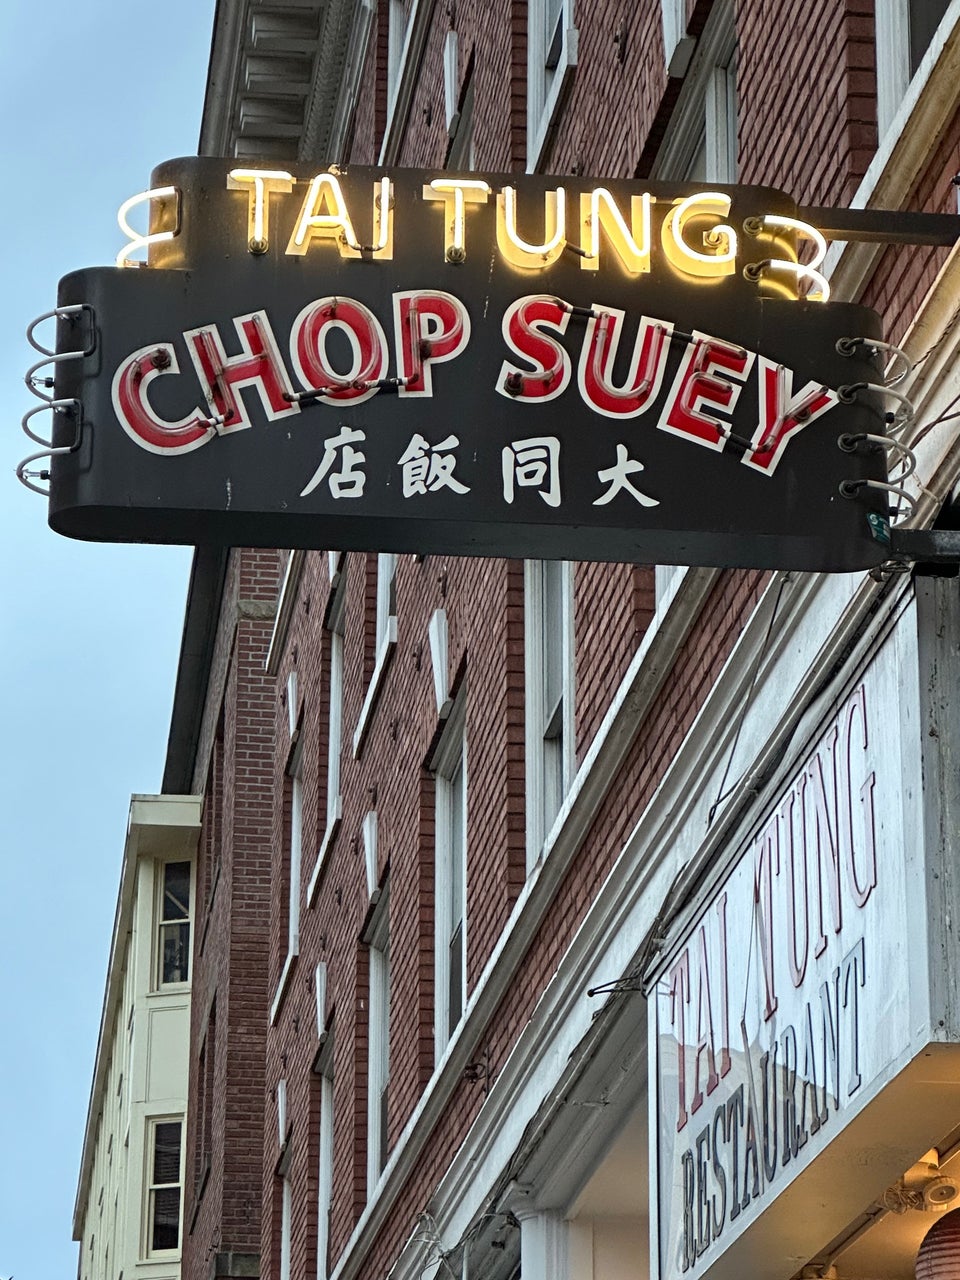 TAI TUNG
CHOP SUEY
大同飯店
TAI TUNG
RESTAURANT